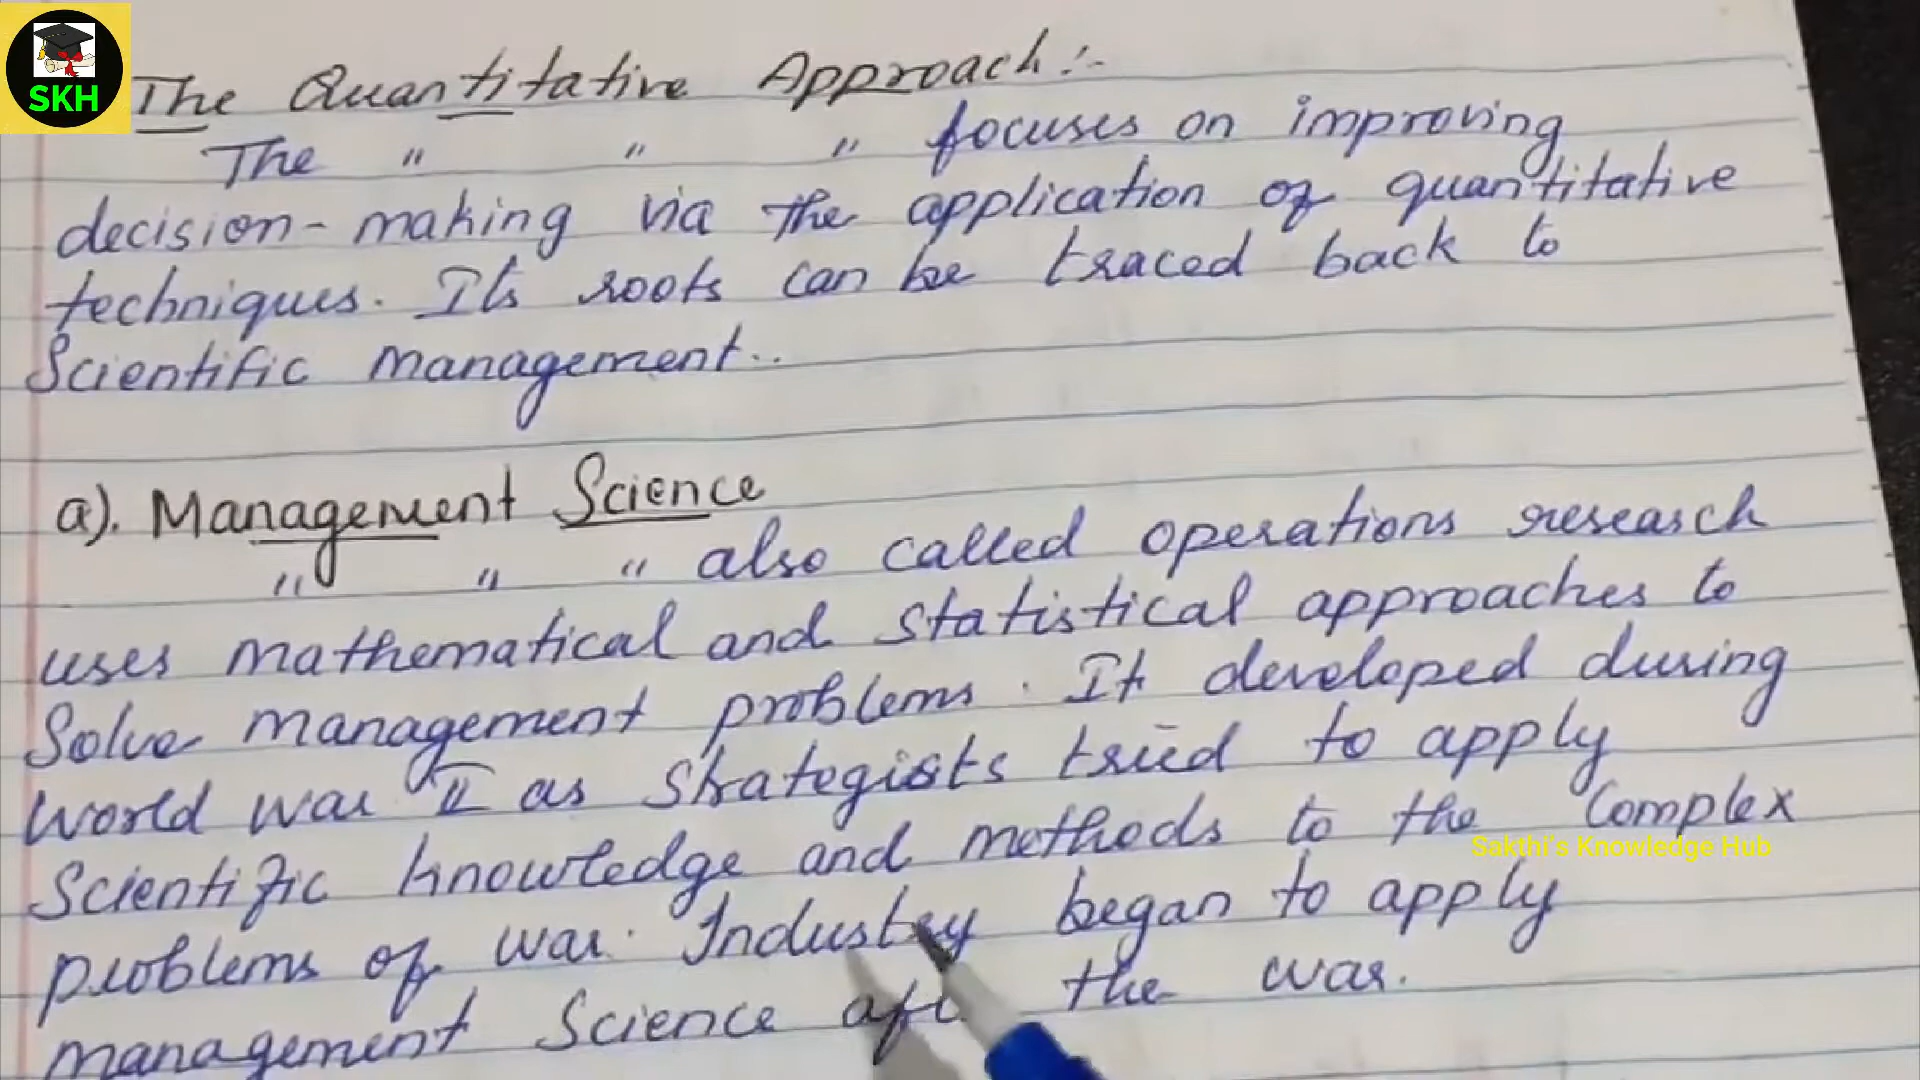 SKH
The Quantitative Approach:-
The " " " focuses on improving
decision-making via the application of quantitative
techniques. Its roots can be traced back to
Scientific management..
a). Management Science
" " " also called operations research
uses mathematical and statistical approaches to
Solve management problems. It developed during
World war II as strategists tried to apply
Scientific knowledge and methods to the Complex
Sakthi's Knowledge Hub
problems of war. Industry began to apply
management Science the war.